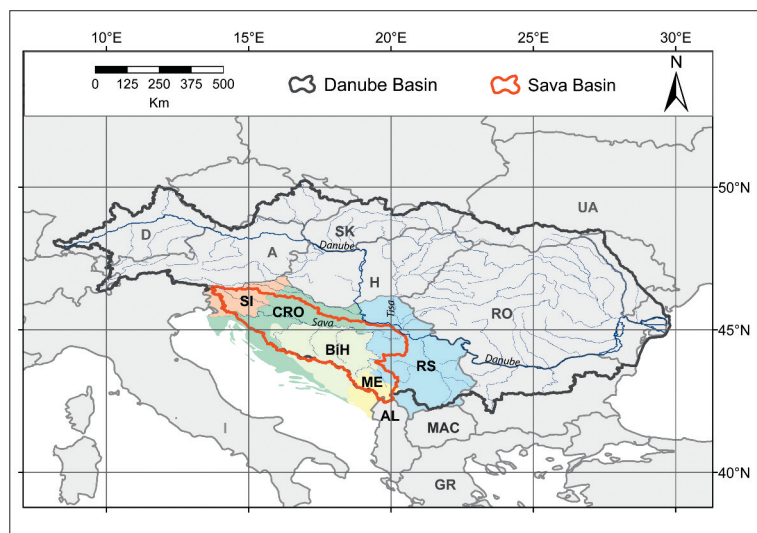 10°E 15°E 20°E 25°E 30°E
0 125 250 375 500
Km
Danube Basin
Sava Basin
N
50°N
UA
SK
D
Danube
A
H
SI
CRO
Tisa
RO
Sava
45°N
BiH
RS
Danube
ME
AL
I
MAC
40°N
GR